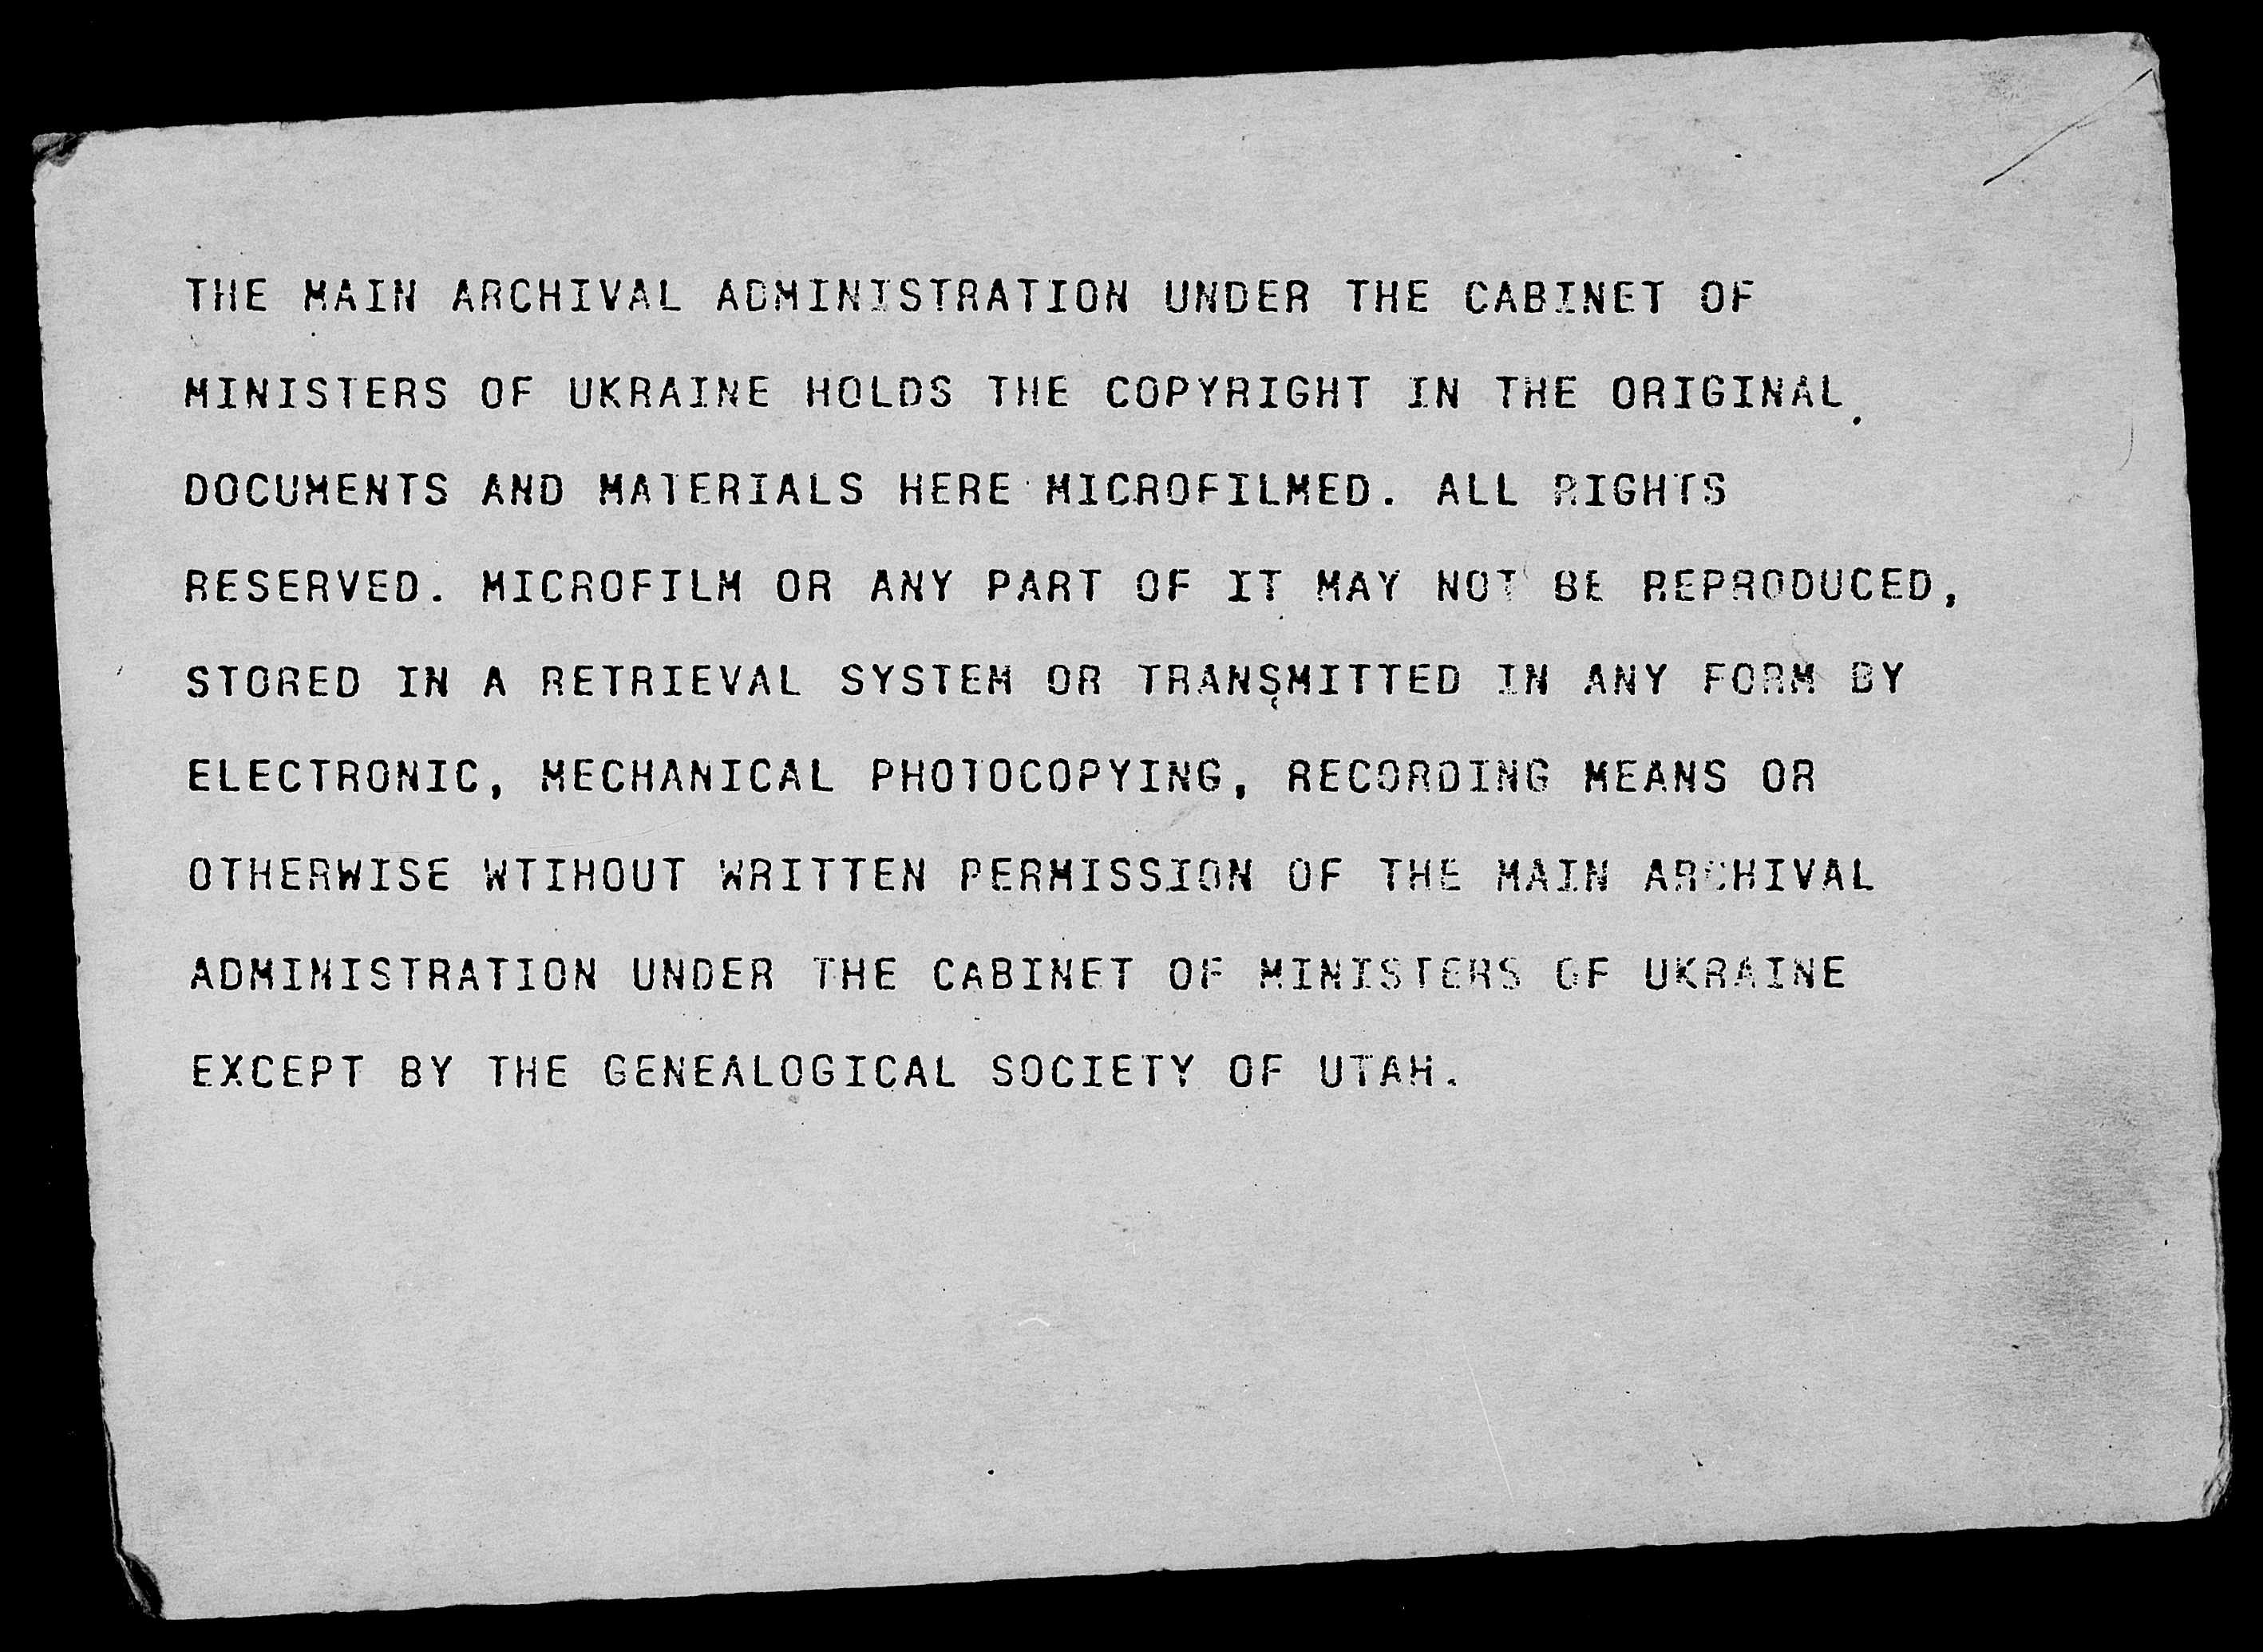 THE MAIN ARCHIVAL ADMINISTRATION UNDER THE CABINET OF
MINISTERS OF UKRAINE HOLDS THE COPYRIGHT IN THE ORIGINAL
DOCUMENTS AND MATERIALS HERE MICROFILMED. ALL RIGHTS
RESERVED. MICROFILM OR ANY PART OF IT MAY NOT BE REPRODUCED,
STORED IN A RETRIEVAL SYSTEM OR TRANSMITTED IN ANY FORM BY
ELECTRONIC, MECHANICAL PHOTOCOPYING, RECORDING MEANS OR
OTHERWISE WTIHOUT WRITTEN PERMISSION OF THE MAIN ARCHIVAL
ADMINISTRATION UNDER THE CABINET OF MINISTERS OF UKRAINE
EXCEPT BY THE GENEALOGICAL SOCIETY OF UTAH.